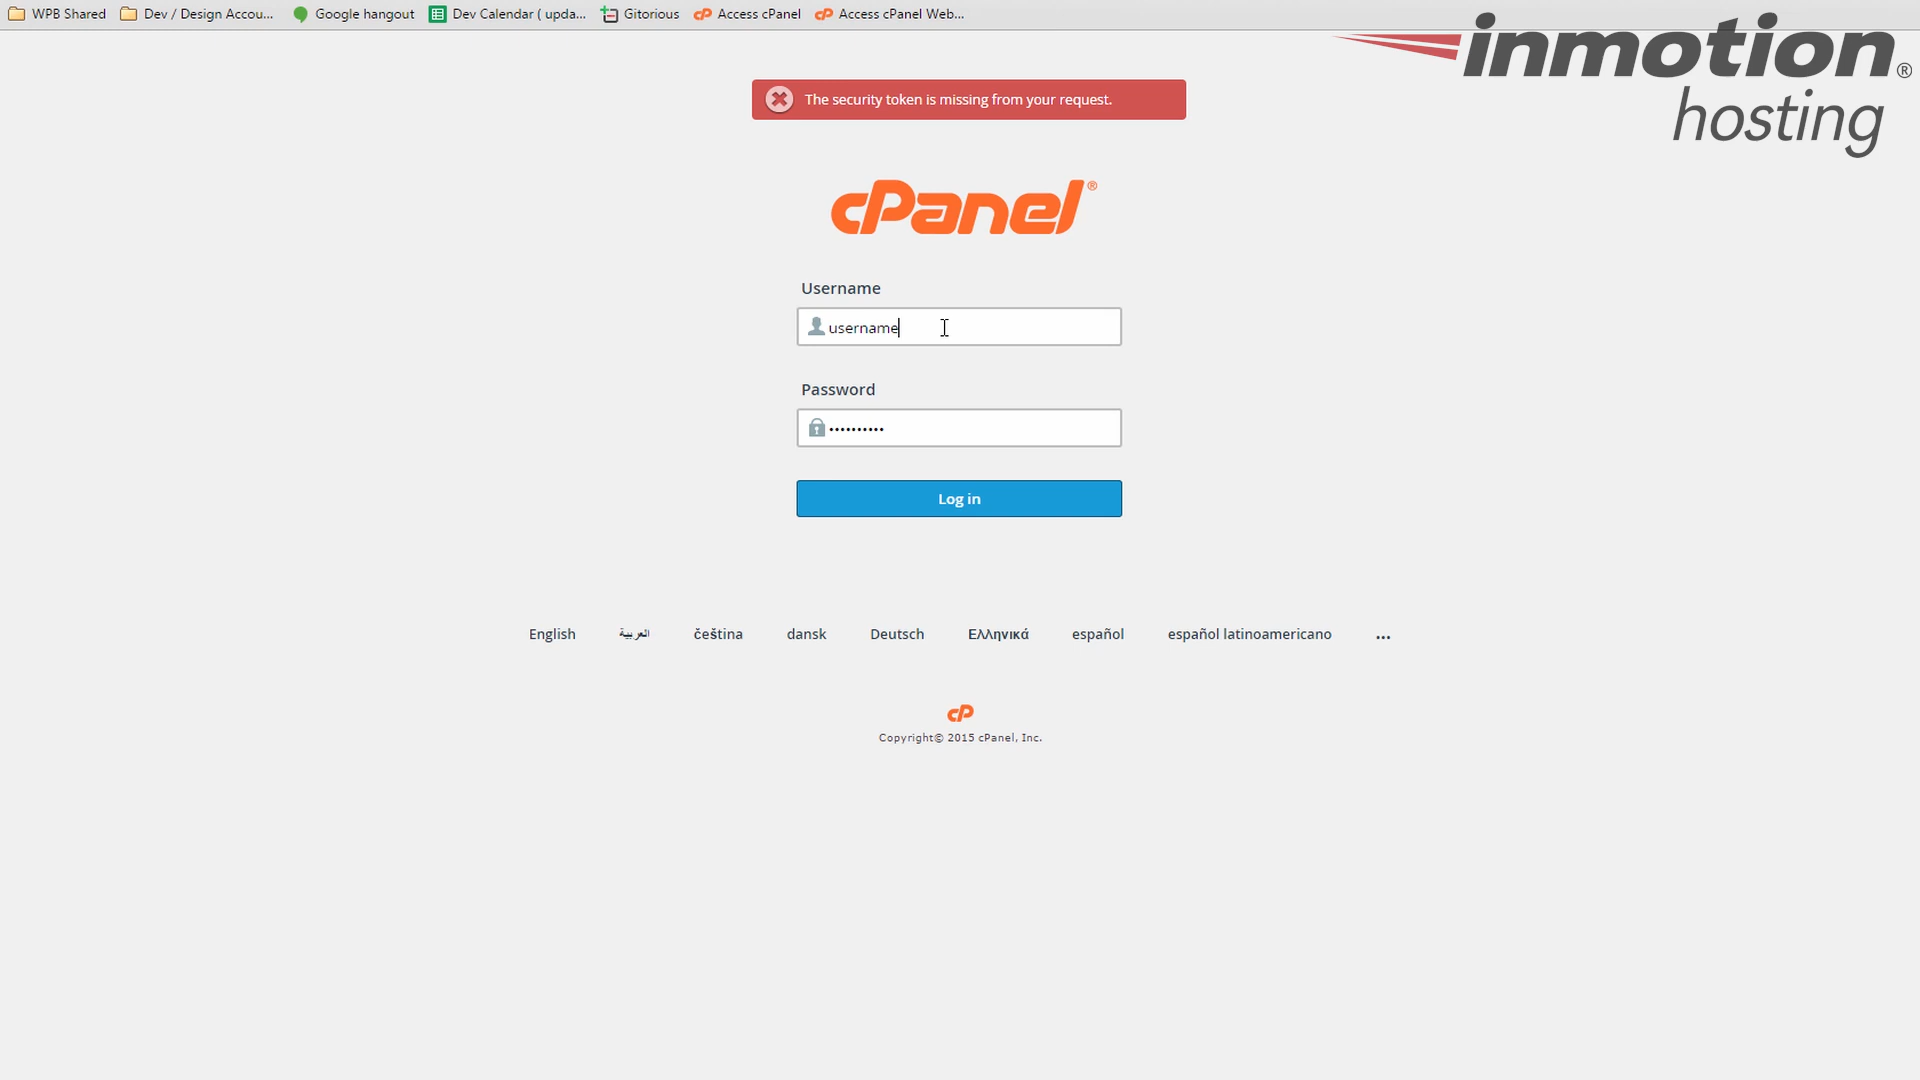 WPB Shared Dev / Design Accou... Google hangout Dev Calendar ( upda... Gitorious Access cPanel Access cPanel Web...
inmotion®
hosting
The security token is missing from your request.
cPanel®
Username
username
Password
••••••••••
Log in
English العربية čeština dansk Deutsch Ελληνικά español español latinoamericano ...
cP
Copyright© 2015 cPanel, Inc.